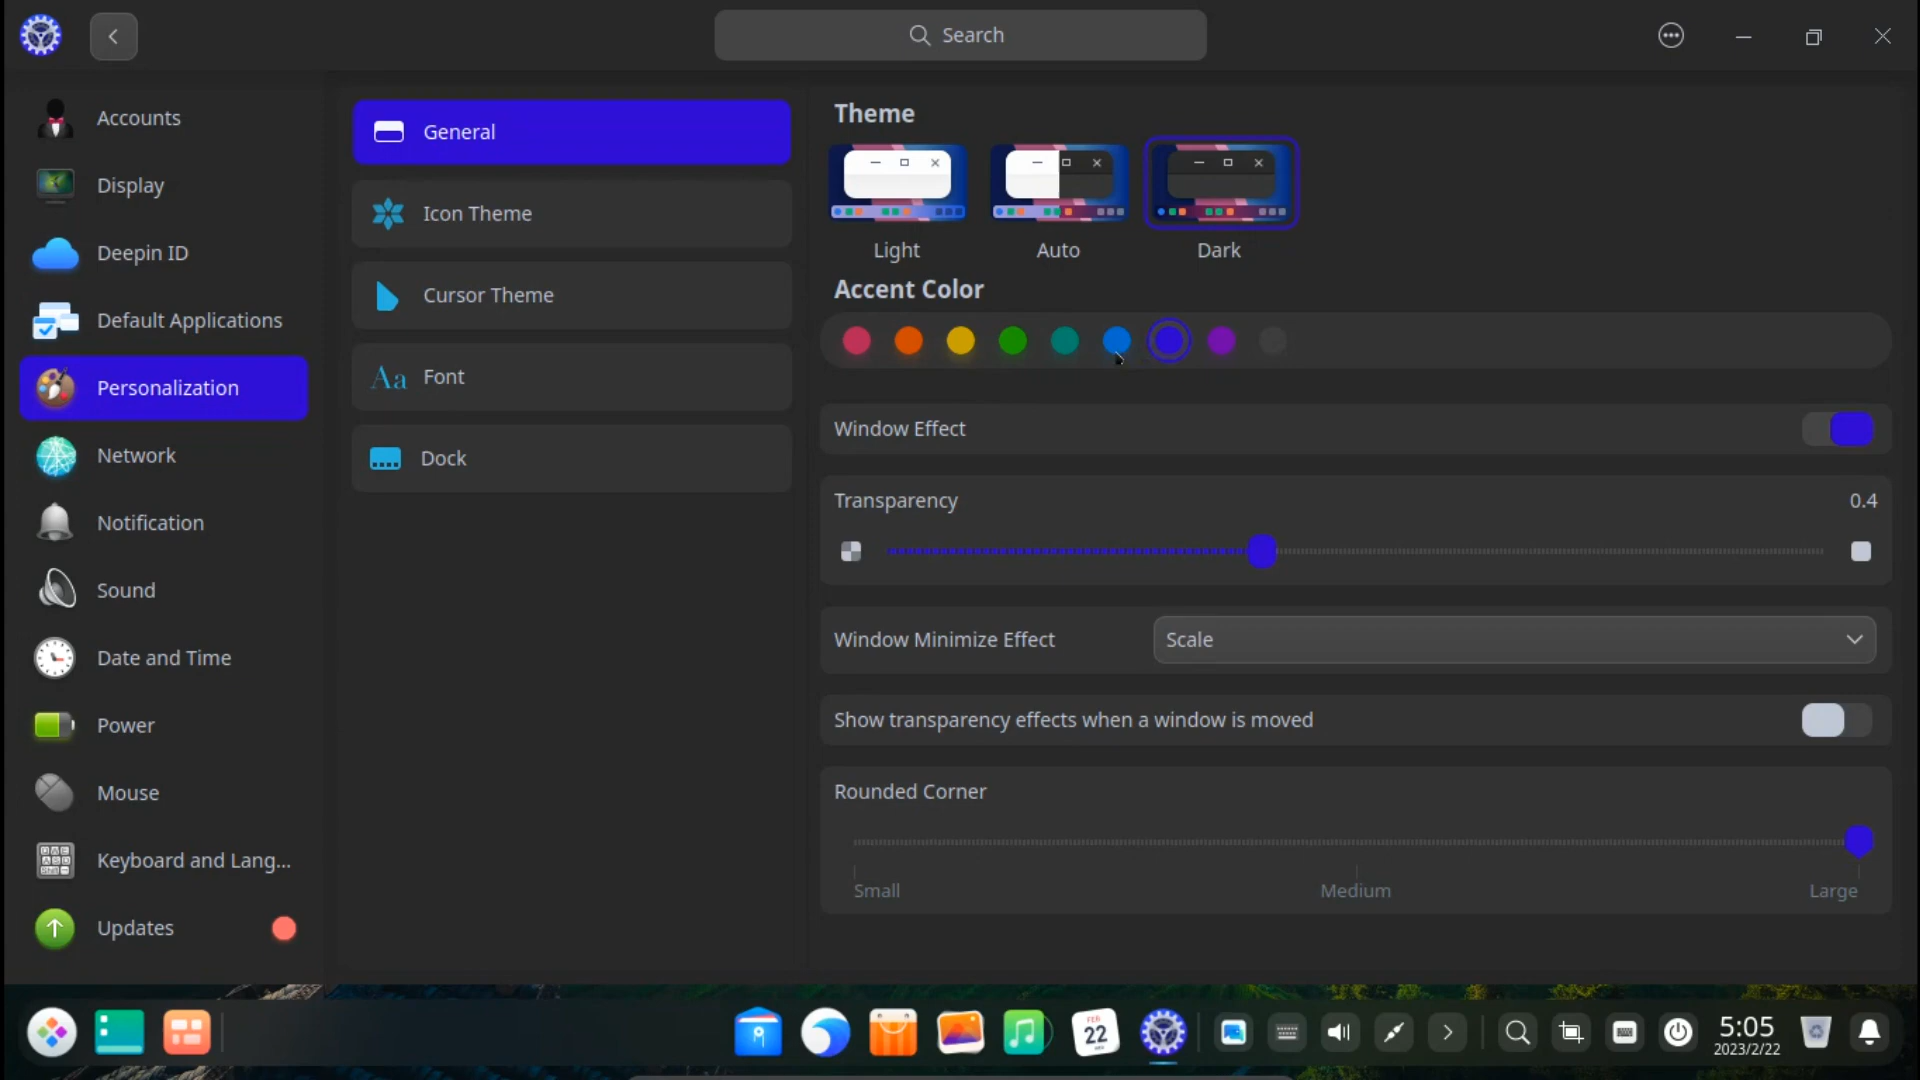 Search
Accounts
Display
Deepin ID
Default Applications
Personalization
Network
Notification
Sound
Date and Time
Power
Mouse
Keyboard and Lang...
Updates
General
Icon Theme
Cursor Theme
Aa Font
Dock
Theme
Light Auto Dark
Accent Color
Window Effect
Transparency 0.4
Window Minimize Effect Scale
Show transparency effects when a window is moved
Rounded Corner
Small Medium Large
FEB
22
5:05
2023/2/22